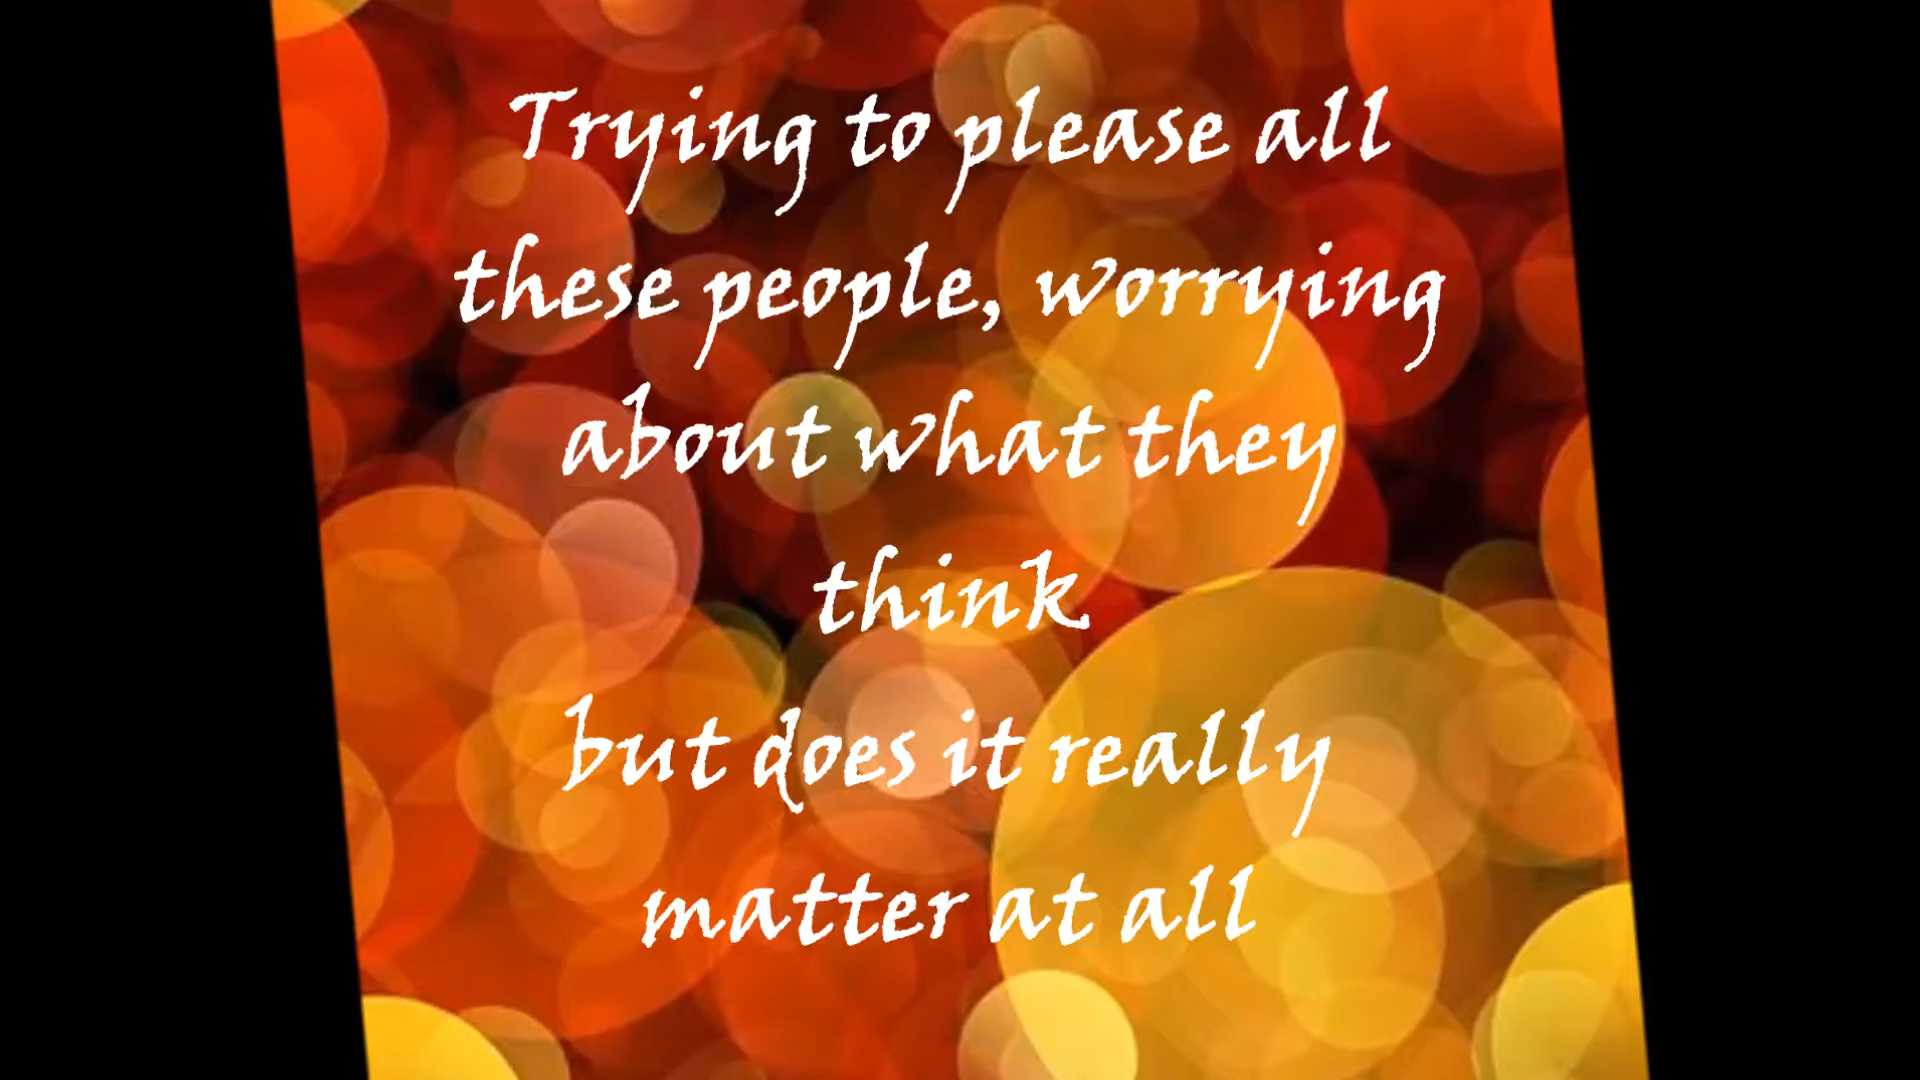 Trying to please all
these people, worrying
about what they
think
but does it really
matter at all